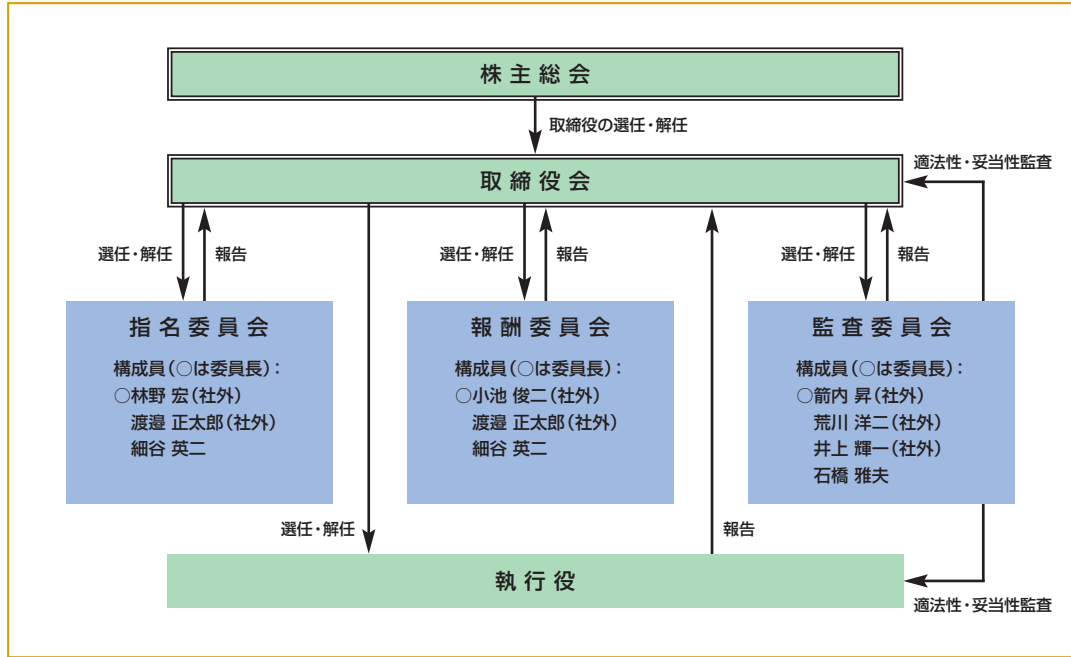 株主総会
取締役の選任・解任
適法性・妥当性監査
取締役会
選任・解任
報告
選任・解任
報告
選任・解任
報告
指名委員会
構成員(○は委員長):
○林野 宏(社外)
渡邉 正太郎(社外)
細谷 英二
報酬委員会
構成員(○は委員長):
○小池 俊二(社外)
渡邉 正太郎(社外)
細谷 英二
監査委員会
構成員(○は委員長):
○箭内 昇(社外)
荒川 洋二(社外)
井上 輝一(社外)
石橋 雅夫
選任・解任
報告
執行役
適法性・妥当性監査